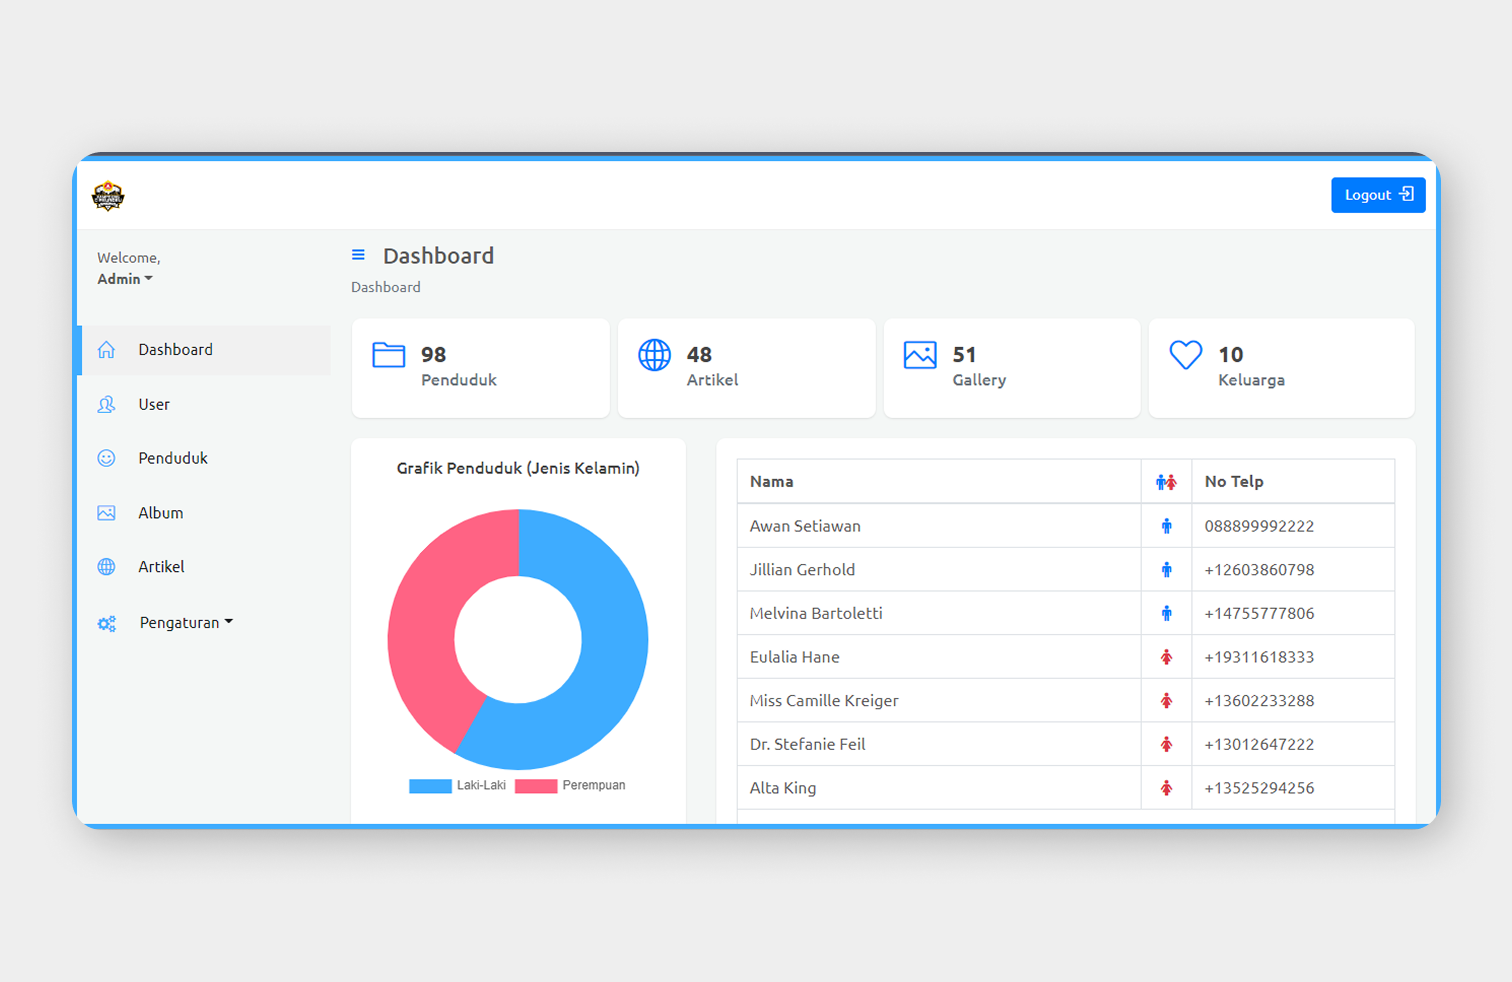 Logout
Welcome,
Admin
Dashboard
User
Penduduk
Album
Artikel
Pengaturan
Dashboard
Dashboard
98
Penduduk
48
Artikel
51
Gallery
10
Keluarga
Grafik Penduduk (Jenis Kelamin)
Laki-Laki Perempuan
Nama No Telp
Awan Setiawan 088899992222
Jillian Gerhold +12603860798
Melvina Bartoletti +14755777806
Eulalia Hane +19311618333
Miss Camille Kreiger +13602233288
Dr. Stefanie Feil +13012647222
Alta King +13525294256